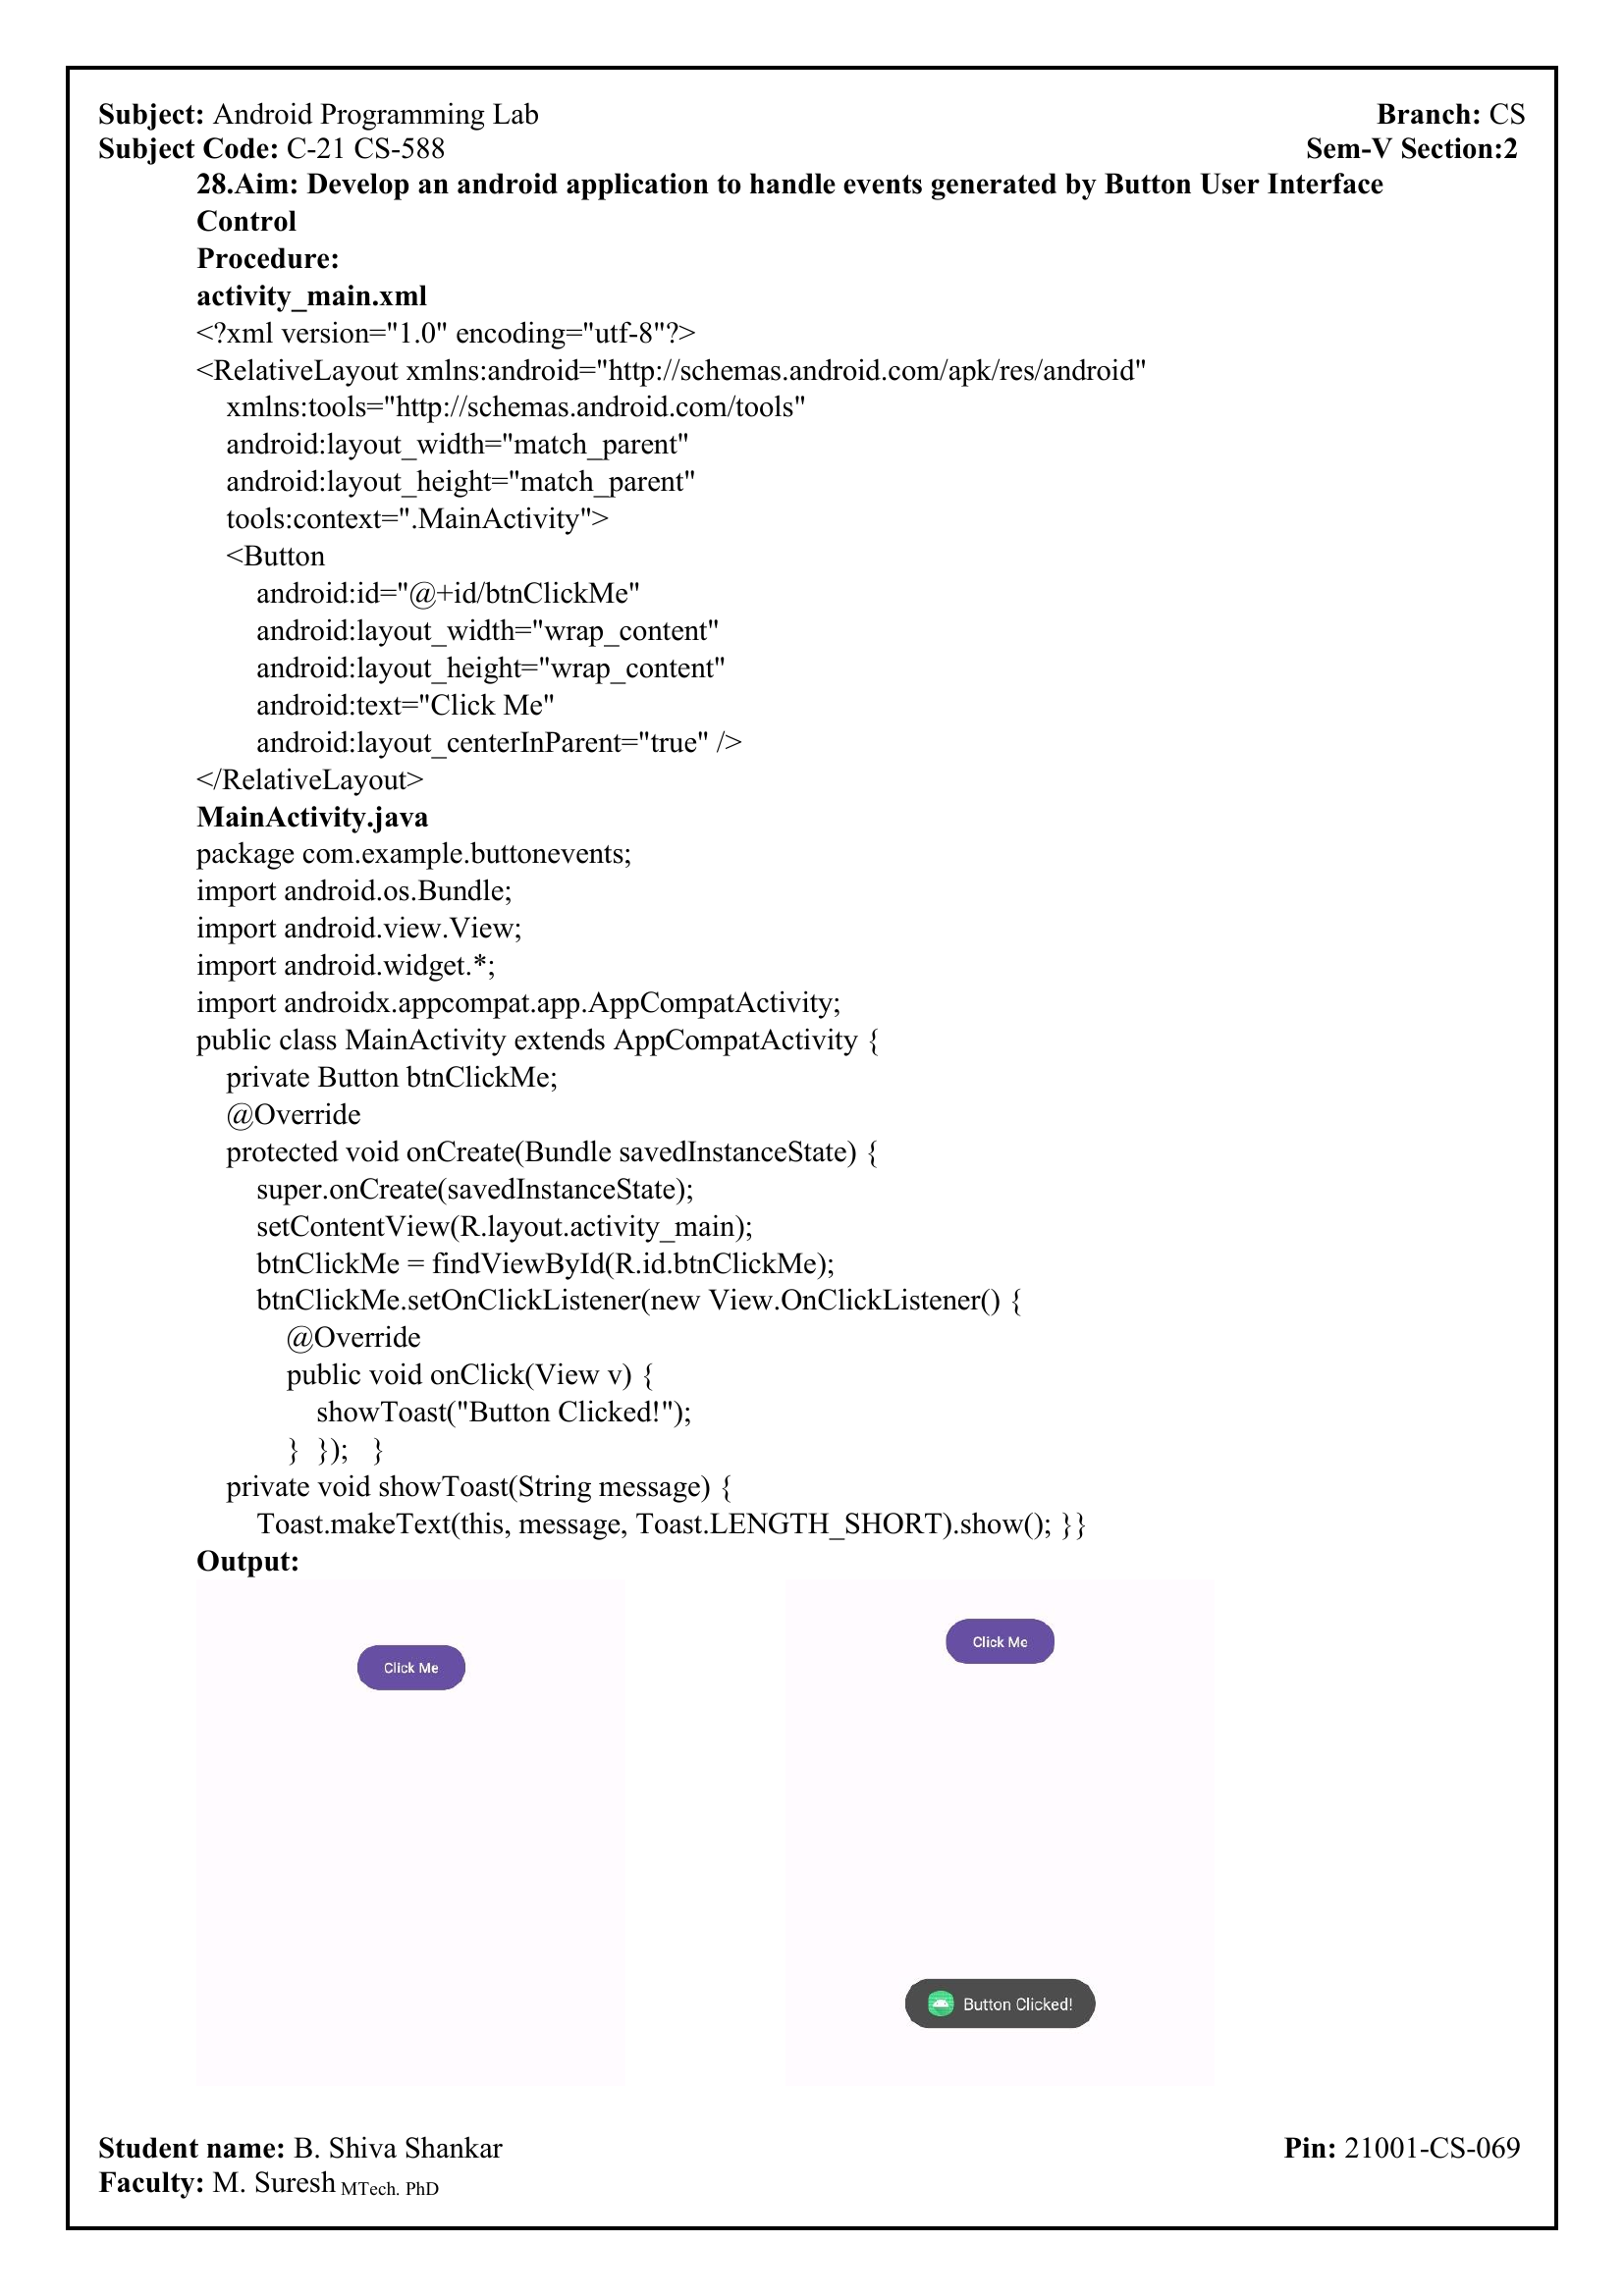 Subject: Android Programming Lab Branch: CS
Subject Code: C-21 CS-588 Sem-V Section:2
28.Aim: Develop an android application to handle events generated by Button User Interface
Control
Procedure:
activity_main.xml
<?xml version="1.0" encoding="utf-8"?>
<RelativeLayout xmlns:android="http://schemas.android.com/apk/res/android"
    xmlns:tools="http://schemas.android.com/tools"
    android:layout_width="match_parent"
    android:layout_height="match_parent"
    tools:context=".MainActivity">
    <Button
        android:id="@+id/btnClickMe"
        android:layout_width="wrap_content"
        android:layout_height="wrap_content"
        android:text="Click Me"
        android:layout_centerInParent="true" />
</RelativeLayout>
MainActivity.java
package com.example.buttonevents;
import android.os.Bundle;
import android.view.View;
import android.widget.*;
import androidx.appcompat.app.AppCompatActivity;
public class MainActivity extends AppCompatActivity {
    private Button btnClickMe;
    @Override
    protected void onCreate(Bundle savedInstanceState) {
        super.onCreate(savedInstanceState);
        setContentView(R.layout.activity_main);
        btnClickMe = findViewById(R.id.btnClickMe);
        btnClickMe.setOnClickListener(new View.OnClickListener() {
            @Override
            public void onClick(View v) {
                showToast("Button Clicked!");
            }  });   }
    private void showToast(String message) {
        Toast.makeText(this, message, Toast.LENGTH_SHORT).show(); }}
Output:
Click Me
Click Me
Button Clicked!
Student name: B. Shiva Shankar Pin: 21001-CS-069
Faculty: M. Suresh MTech. PhD